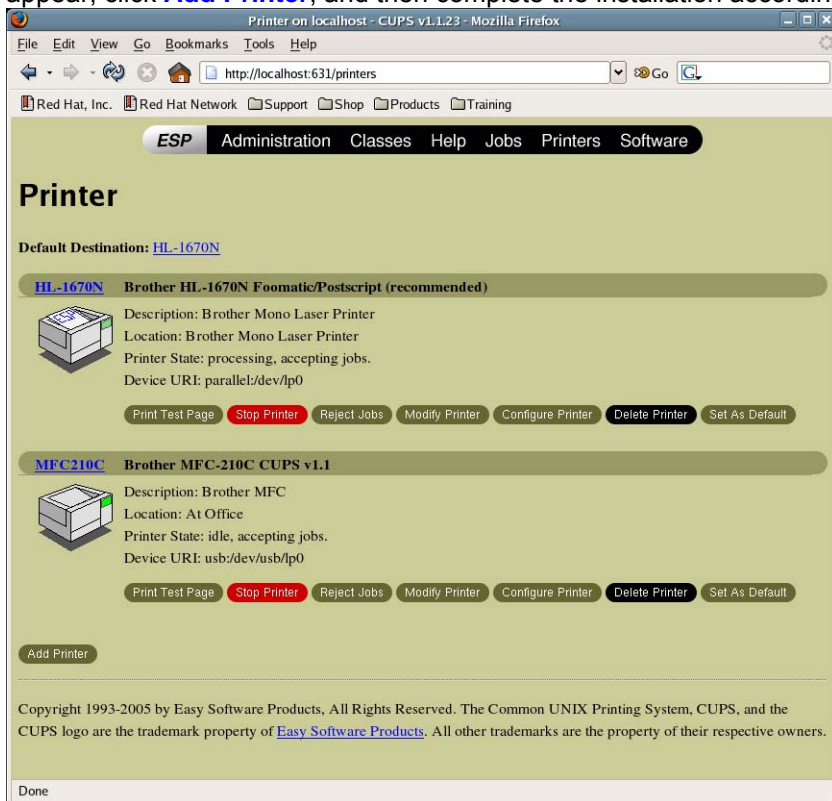 appear, click Add Printer, and then complete the installation accordin
Printer on localhost - CUPS v1.1.23 - Mozilla Firefox
File Edit View Go Bookmarks Tools Help
http://localhost:631/printers Go G
Red Hat, Inc. Red Hat Network Support Shop Products Training
ESP Administration Classes Help Jobs Printers Software
Printer
Default Destination: HL-1670N
HL-1670N Brother HL-1670N Foomatic/Postscript (recommended)
Description: Brother Mono Laser Printer
Location: Brother Mono Laser Printer
Printer State: processing, accepting jobs.
Device URI: parallel:/dev/lp0
Print Test Page Stop Printer Reject Jobs Modify Printer Configure Printer Delete Printer Set As Default
MFC210C Brother MFC-210C CUPS v1.1
Description: Brother MFC
Location: At Office
Printer State: idle, accepting jobs.
Device URI: usb:/dev/usb/lp0
Print Test Page Stop Printer Reject Jobs Modify Printer Configure Printer Delete Printer Set As Default
Add Printer
Copyright 1993-2005 by Easy Software Products, All Rights Reserved. The Common UNIX Printing System, CUPS, and the
CUPS logo are the trademark property of Easy Software Products. All other trademarks are the property of their respective owners.
Done